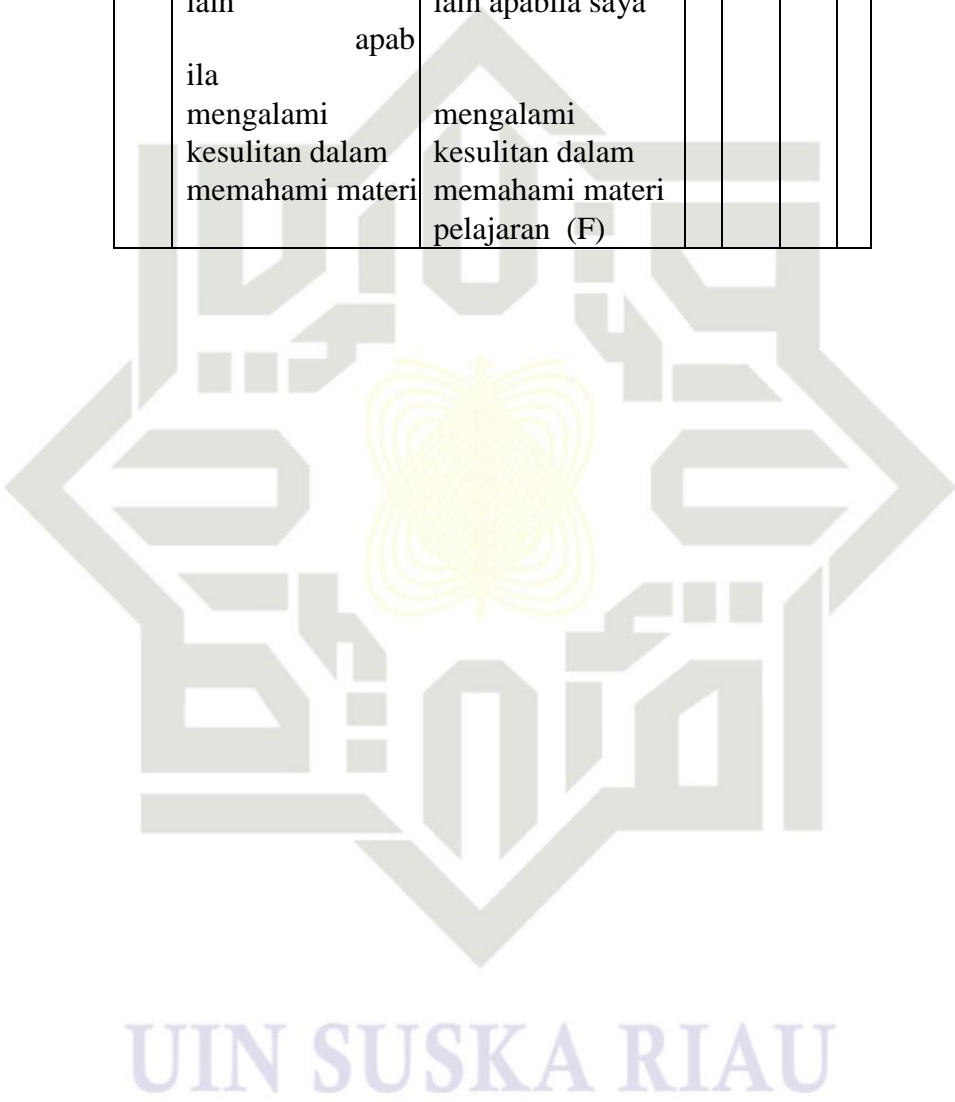 lain
apab
ila
mengalami
kesulitan dalam
memahami materi
lain apabila saya
mengalami
kesulitan dalam
memahami materi
pelajaran (F)
UIN SUSKA RIAU